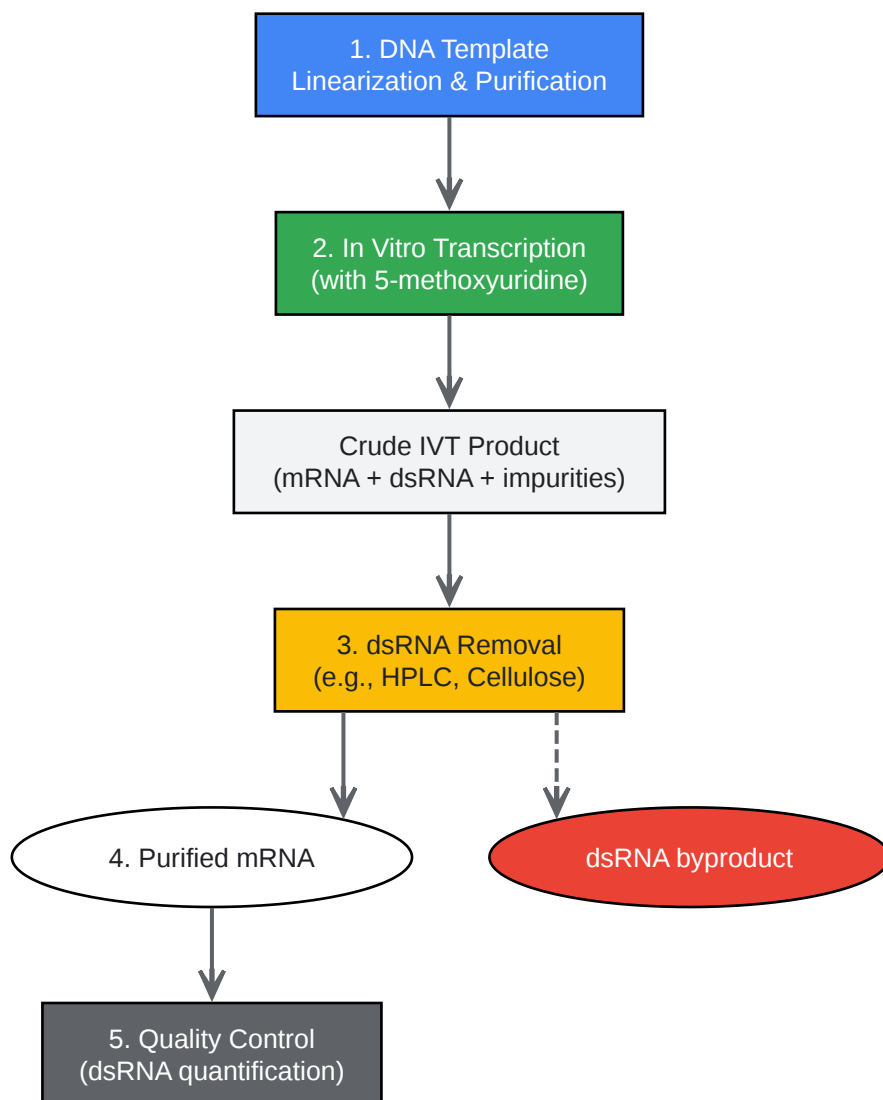 1. DNA Template
Linearization & Purification
2. In Vitro Transcription
(with 5-methoxyuridine)
Crude IVT Product
(mRNA + dsRNA + impurities)
3. dsRNA Removal
(e.g., HPLC, Cellulose)
4. Purified mRNA
dsRNA byproduct
5. Quality Control
(dsRNA quantification)